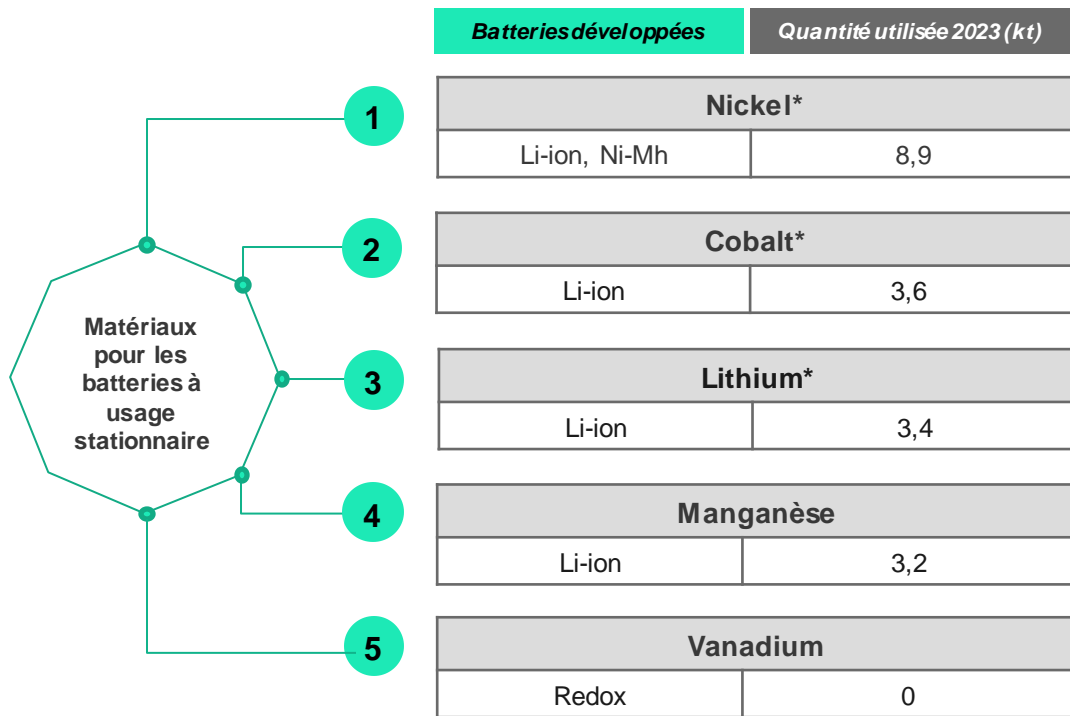 Batteries développées
Quantité utilisée 2023 (kt)
1
Nickel*
Li-ion, Ni-Mh
8,9
2
Cobalt*
Li-ion
3,6
Matériaux
pour les
batteries à
usage
stationnaire
3
Lithium*
Li-ion
3,4
4
Manganèse
Li-ion
3,2
5
Vanadium
Redox
0